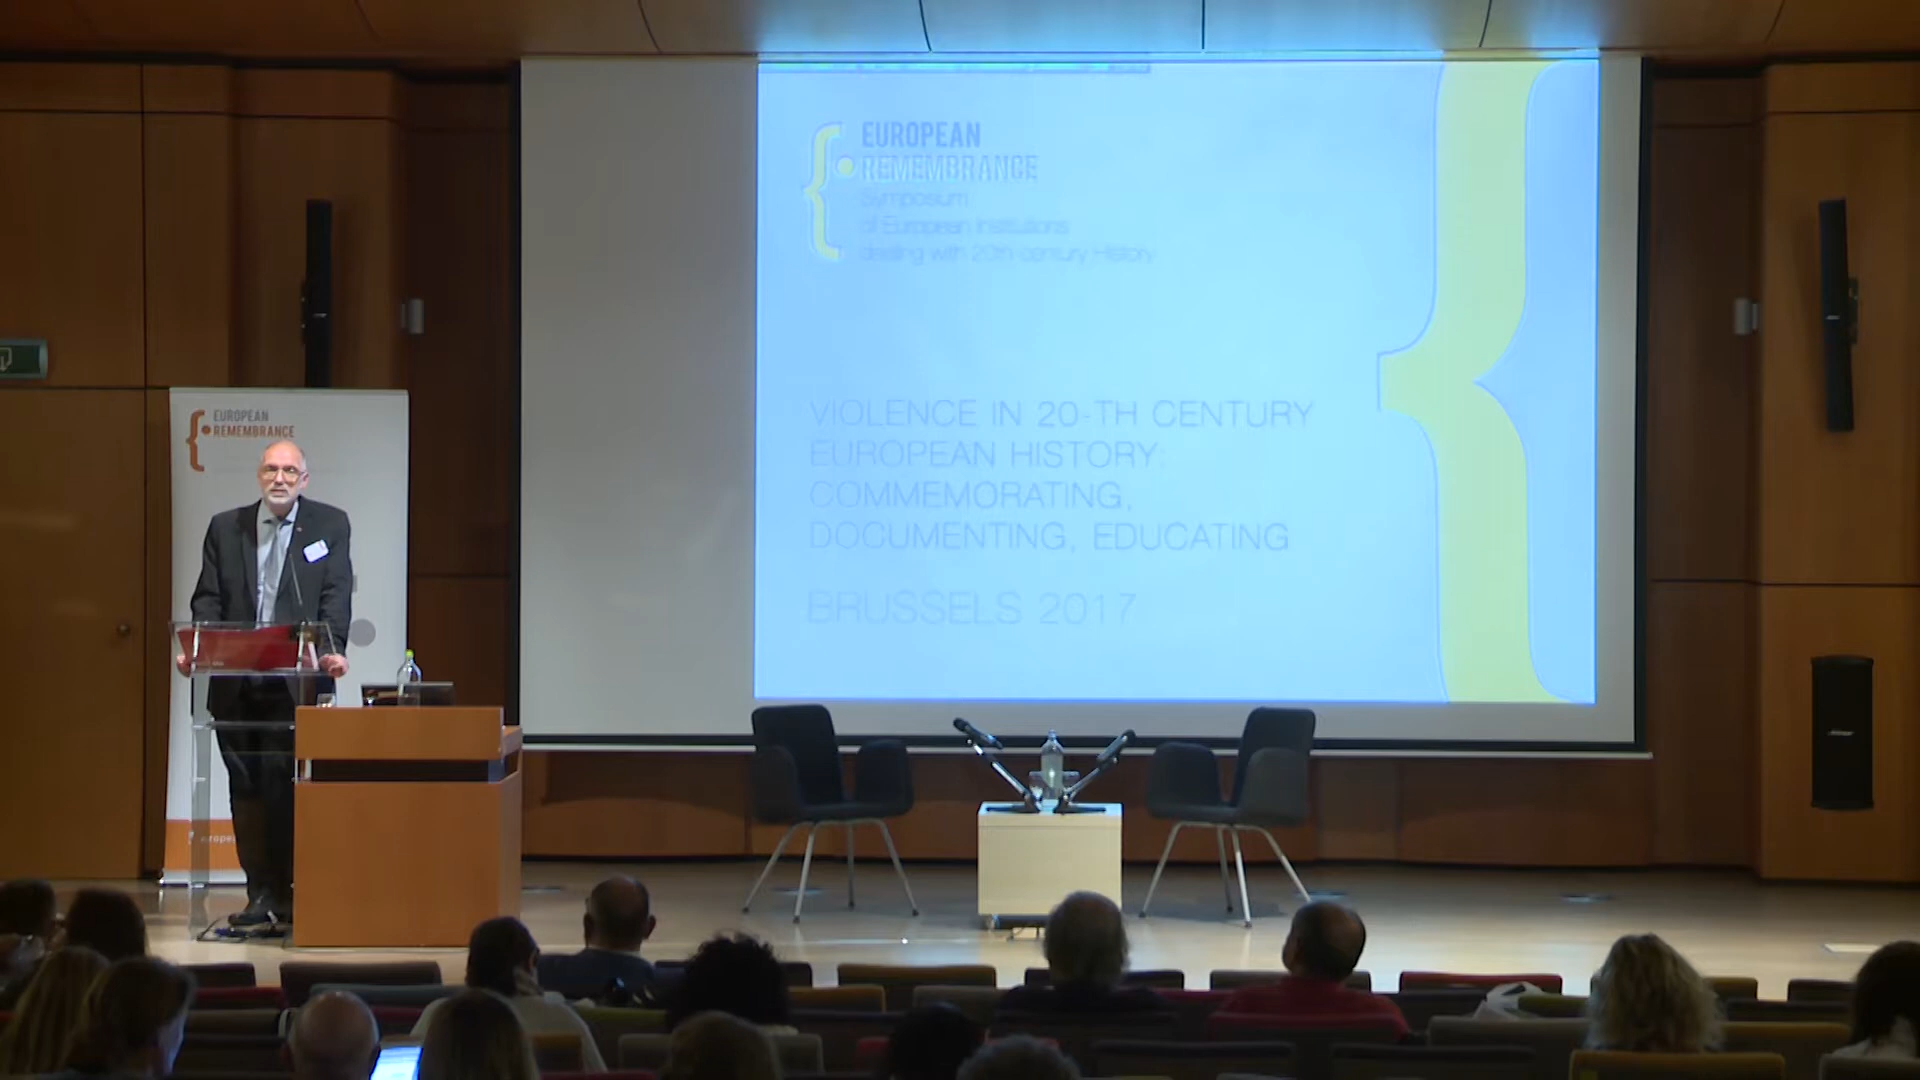 EUROPEAN
REMEMBRANCE
Symposium
of European Institutions
dealing with 20th century History
VIOLENCE IN 20-TH CENTURY
EUROPEAN HISTORY:
COMMEMORATING,
DOCUMENTING, EDUCATING
BRUSSELS 2017
EUROPEAN
REMEMBRANCE